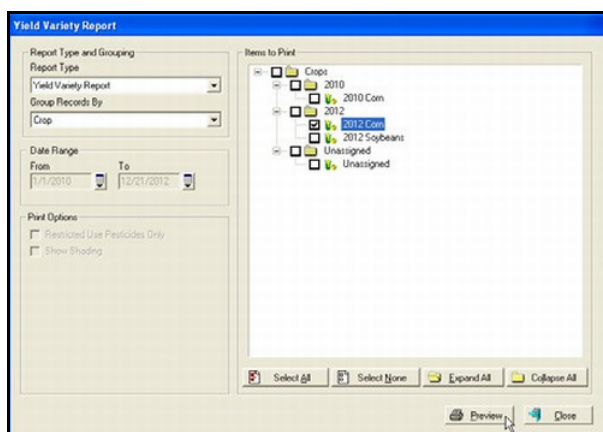 Yield Variety Report
Report Type and Grouping
Report Type
Yield Variety Report
Group Records By
Crop
Date Range
From To
1/1/2010 12/21/2012
Print Options
Restricted Use Pesticides Only
Show Shading
Items to Print
Crops
2010
2010 Corn
2012
2012 Corn
2012 Soybeans
Unassigned
Unassigned
Select All Select None Expand All Collapse All
Preview Close